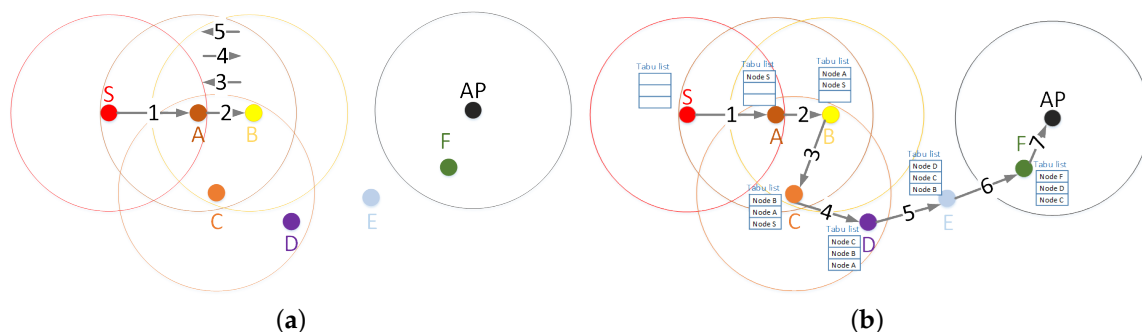 5
4
3
S
1
A
2
B
C
D
E
F
AP
(a)
Tabu list
S
1
Tabu list
Node S
A
2
Tabu list
Node A
Node S
B
3
Tabu list
Node B
Node A
Node S
C
4
Tabu list
Node C
Node B
Node A
D
5
Tabu list
Node D
Node C
Node B
E
6
Tabu list
Node F
Node D
Node C
F
7
AP
(b)